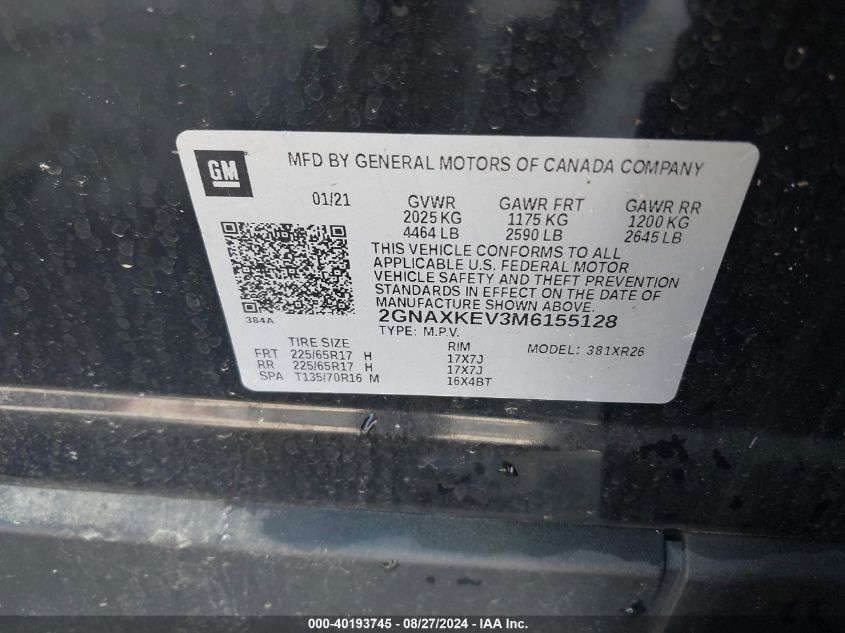 GM MFD BY GENERAL MOTORS OF CANADA COMPANY
01/21 GVWR GAWR FRT GAWR RR
2025 KG 1175 KG 1200 KG
4464 LB 2590 LB 2645 LB
THIS VEHICLE CONFORMS TO ALL
APPLICABLE U.S. FEDERAL MOTOR
VEHICLE SAFETY AND THEFT PREVENTION
STANDARDS IN EFFECT ON THE DATE OF
MANUFACTURE SHOWN ABOVE.
384A 2GNAXKEV3M6155128
TYPE: M.P.V.
TIRE SIZE RIM MODEL: 381XR26
FRT 225/65R17 H 17X7J
RR 225/65R17 H 17X7J
SPA T135/70R16 M 16X4BT
000-40193745 - 08/27/2024 - IAA Inc.